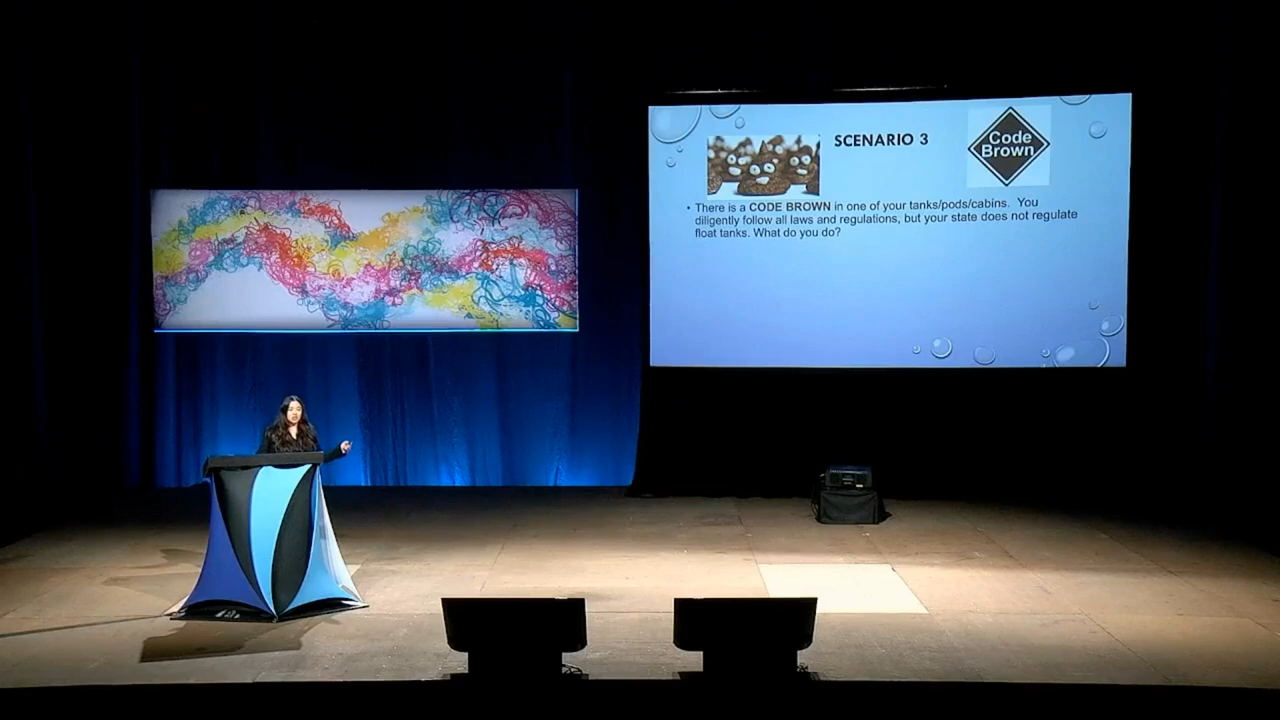 SCENARIO 3
Code
Brown
• There is a CODE BROWN in one of your tanks/pods/cabins. You
diligently follow all laws and regulations, but your state does not regulate
float tanks. What do you do?